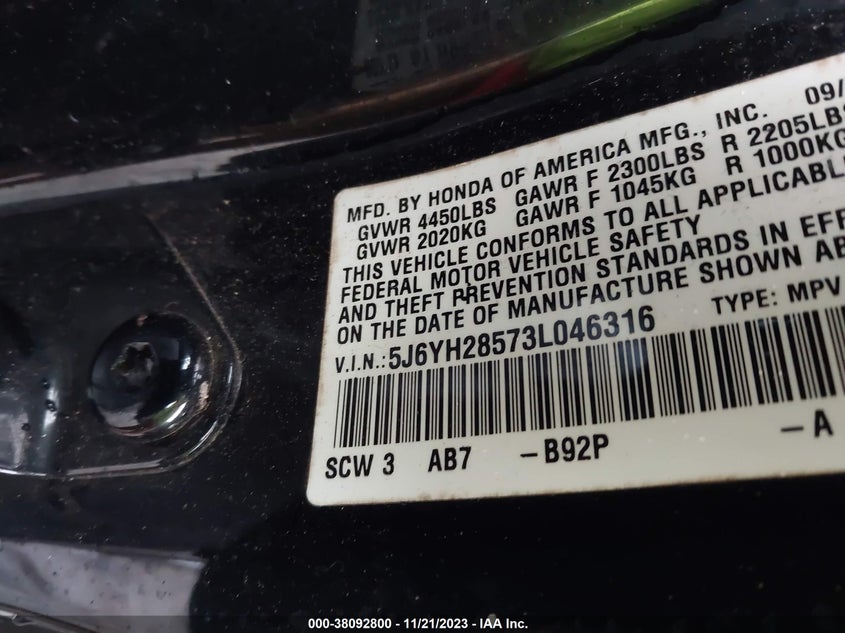 MFD. BY HONDA OF AMERICA MFG., INC. 09/
GVWR 4450LBS GAWR F 2300LBS R 2205LBS
GVWR 2020KG GAWR F 1045KG R 1000KG
THIS VEHICLE CONFORMS TO ALL APPLICABLE
FEDERAL MOTOR VEHICLE SAFETY
AND THEFT PREVENTION STANDARDS IN EFF
ON THE DATE OF MANUFACTURE SHOWN AB
V.I.N.:5J6YH28573L046316 TYPE: MPV
SCW 3 AB7 -B92P -A
000-38092800 - 11/21/2023 - IAA Inc.